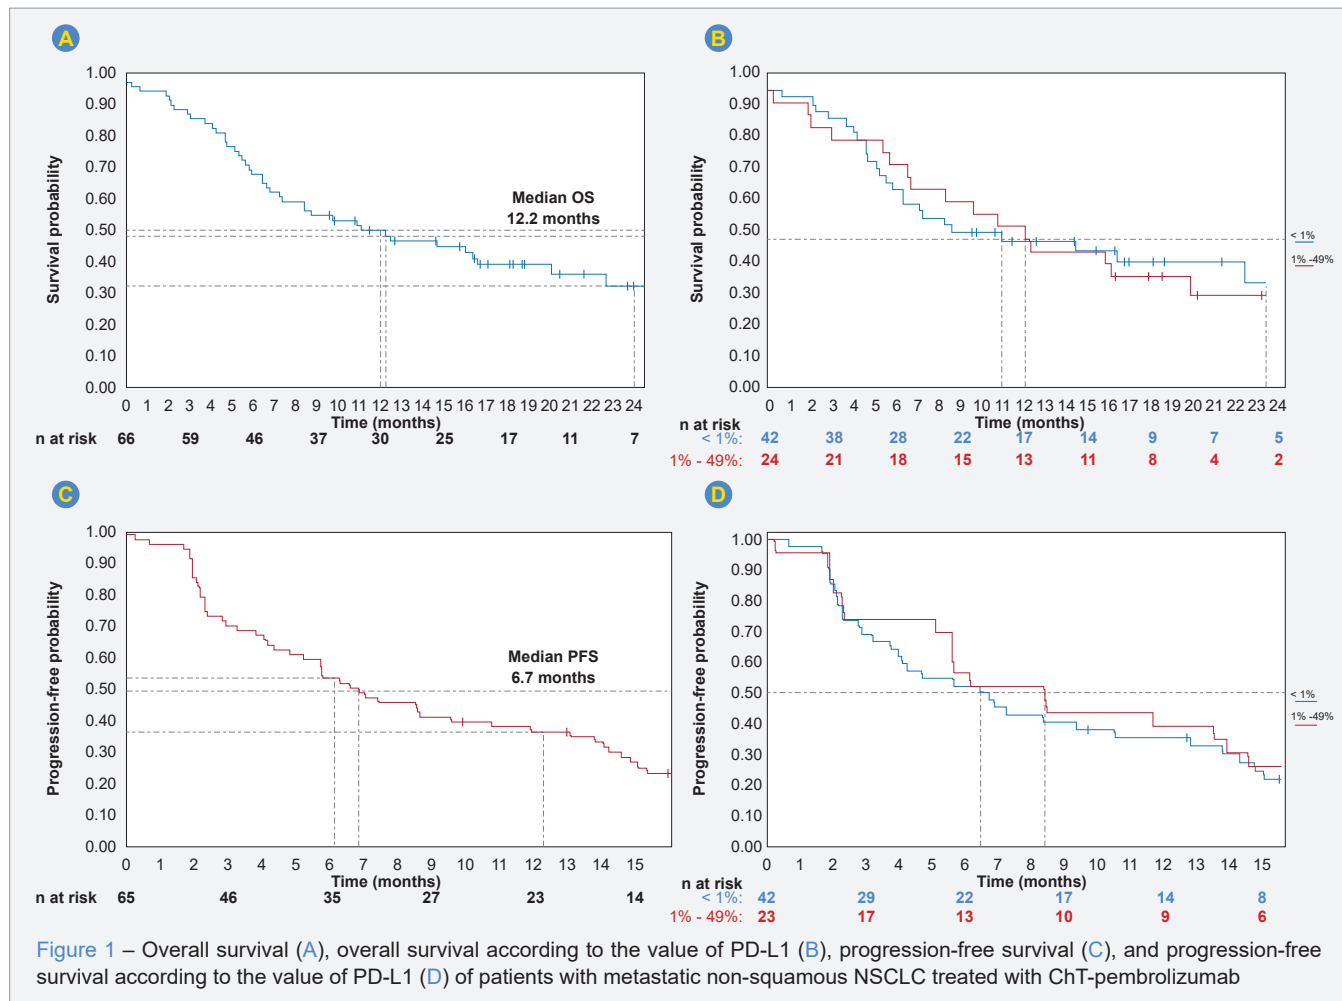 A
1.00
0.90
0.80
0.70
0.60
0.50
0.40
0.30
0.20
0.10
0.00
Survival probability
Median OS
12.2 months
0 1 2 3 4 5 6 7 8 9 10 11 12 13 14 15 16 17 18 19 20 21 22 23 24
Time (months)
n at risk 66 59 46 37 30 25 17 11 7
B
1.00
0.90
0.80
0.70
0.60
0.50
0.40
0.30
0.20
0.10
0.00
Survival probability
< 1%
1% -49%
0 1 2 3 4 5 6 7 8 9 10 11 12 13 14 15 16 17 18 19 20 21 22 23 24
Time (months)
n at risk
< 1%: 42 38 28 22 17 14 9 7 5
1% - 49%: 24 21 18 15 13 11 8 4 2
C
1.00
0.90
0.80
0.70
0.60
0.50
0.40
0.30
0.20
0.10
0.00
Progression-free probability
Median PFS
6.7 months
0 1 2 3 4 5 6 7 8 9 10 11 12 13 14 15
Time (months)
n at risk 65 46 35 27 23 14
D
1.00
0.90
0.80
0.70
0.60
0.50
0.40
0.30
0.20
0.10
0.00
Progression-free probability
< 1%
1% -49%
0 1 2 3 4 5 6 7 8 9 10 11 12 13 14 15
Time (months)
n at risk
< 1%: 42 29 22 17 14 8
1% - 49%: 23 17 13 10 9 6
Figure 1 – Overall survival (A), overall survival according to the value of PD-L1 (B), progression-free survival (C), and progression-free
survival according to the value of PD-L1 (D) of patients with metastatic non-squamous NSCLC treated with ChT-pembrolizumab